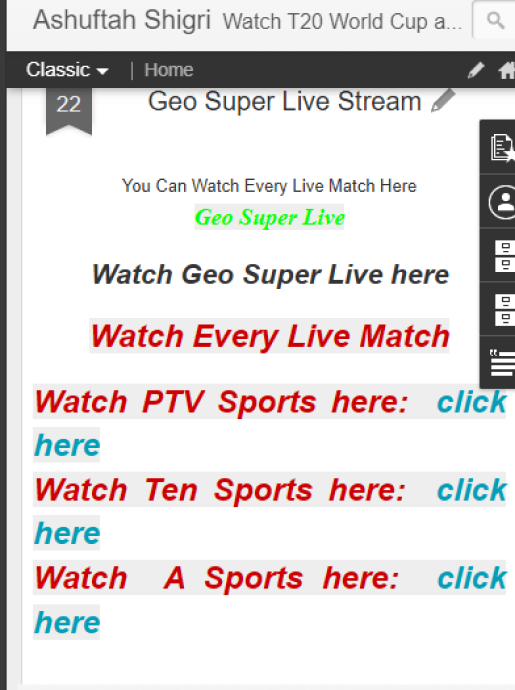 Ashuftah Shigri Watch T20 World Cup a...
Classic | Home
22 Geo Super Live Stream
You Can Watch Every Live Match Here
Geo Super Live
Watch Geo Super Live here
Watch Every Live Match
Watch PTV Sports here: click
here
Watch Ten Sports here: click
here
Watch A Sports here: click
here